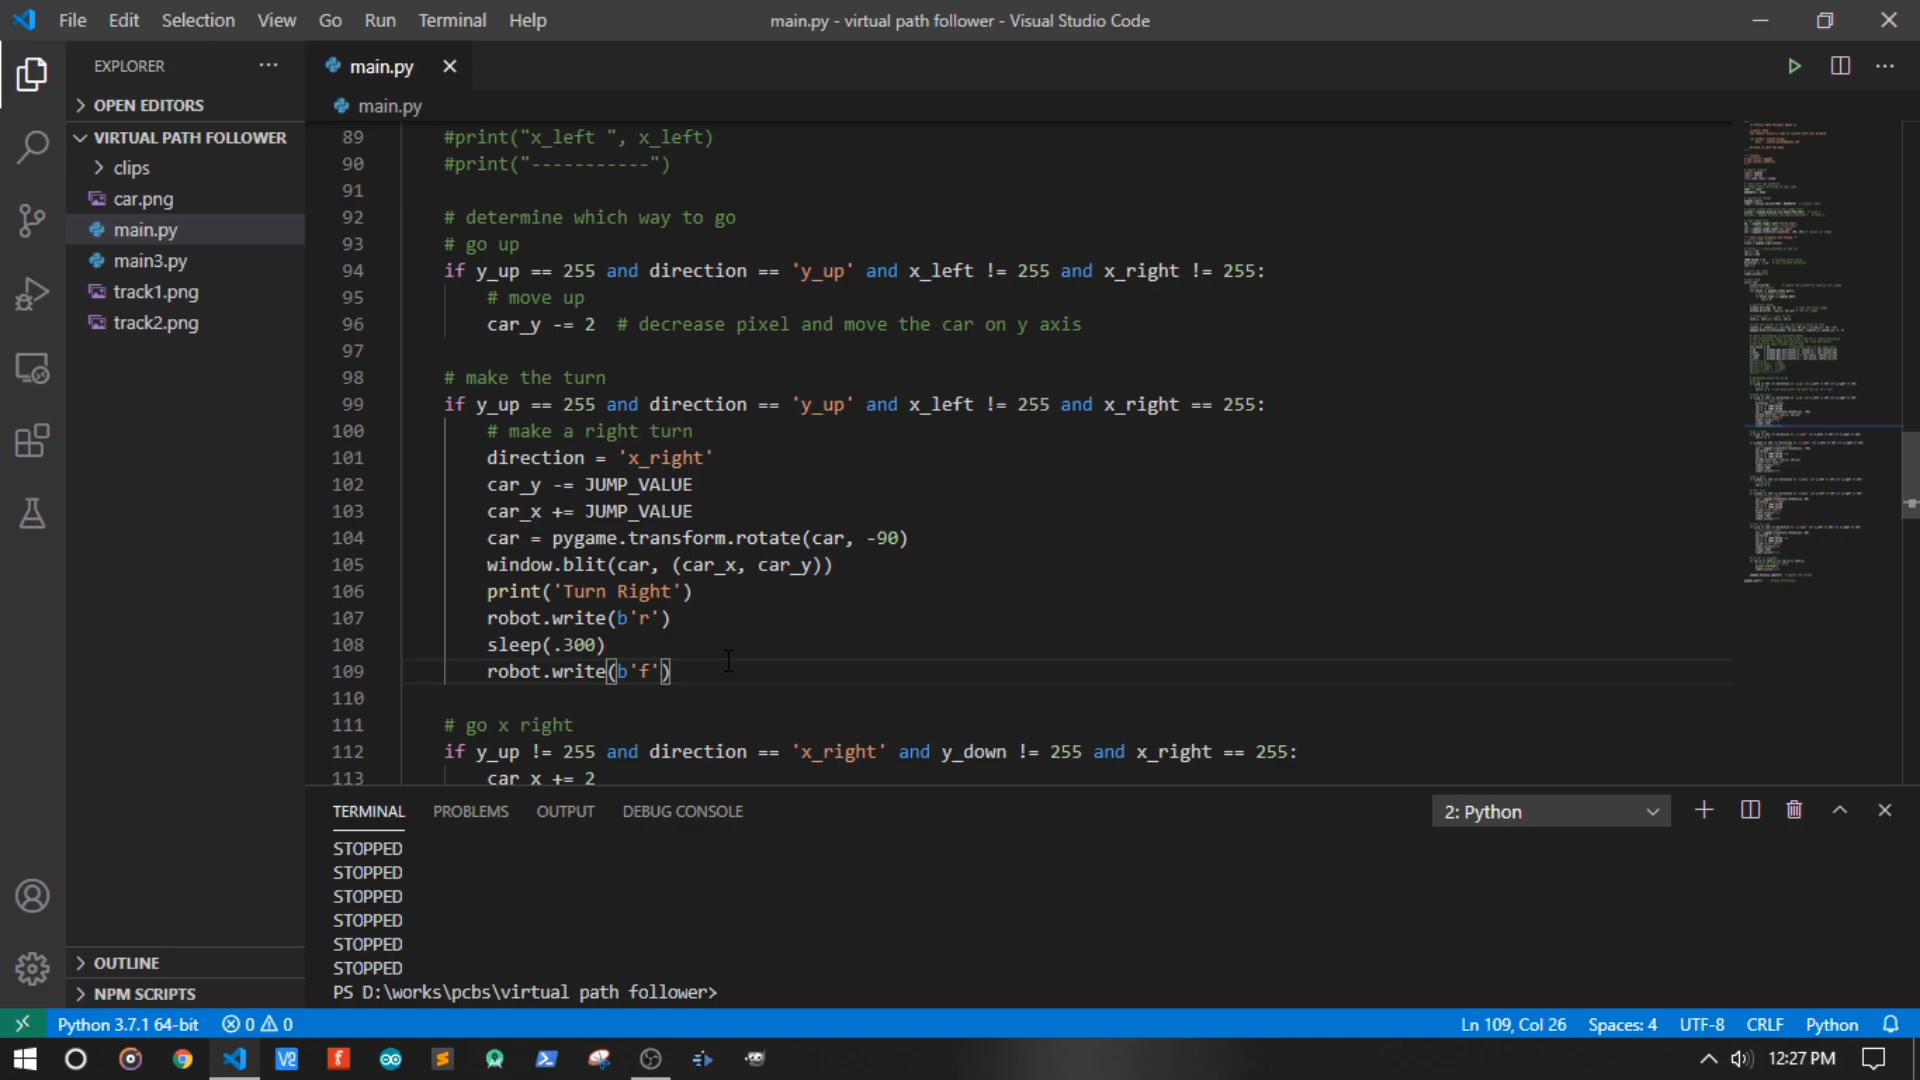 File Edit Selection View Go Run Terminal Help
main.py - virtual path follower - Visual Studio Code
EXPLORER
OPEN EDITORS
VIRTUAL PATH FOLLOWER
clips
car.png
main.py
main3.py
track1.png
track2.png
OUTLINE
NPM SCRIPTS
main.py
main.py
89 #print("x_left ", x_left)
90 #print("-----------")
91
92 # determine which way to go
93 # go up
94 if y_up == 255 and direction == 'y_up' and x_left != 255 and x_right != 255:
95 # move up
96 car_y -= 2 # decrease pixel and move the car on y axis
97
98 # make the turn
99 if y_up == 255 and direction == 'y_up' and x_left != 255 and x_right == 255:
100 # make a right turn
101 direction = 'x_right'
102 car_y -= JUMP_VALUE
103 car_x += JUMP_VALUE
104 car = pygame.transform.rotate(car, -90)
105 window.blit(car, (car_x, car_y))
106 print('Turn Right')
107 robot.write(b'r')
108 sleep(.300)
109 robot.write(b'f')
110
111 # go x right
112 if y_up != 255 and direction == 'x_right' and y_down != 255 and x_right == 255:
113 car_x += 2
TERMINAL PROBLEMS OUTPUT DEBUG CONSOLE
2: Python
STOPPED
STOPPED
STOPPED
STOPPED
STOPPED
STOPPED
PS D:\works\pcbs\virtual path follower>
Python 3.7.1 64-bit 0 0
Ln 109, Col 26 Spaces: 4 UTF-8 CRLF Python
12:27 PM